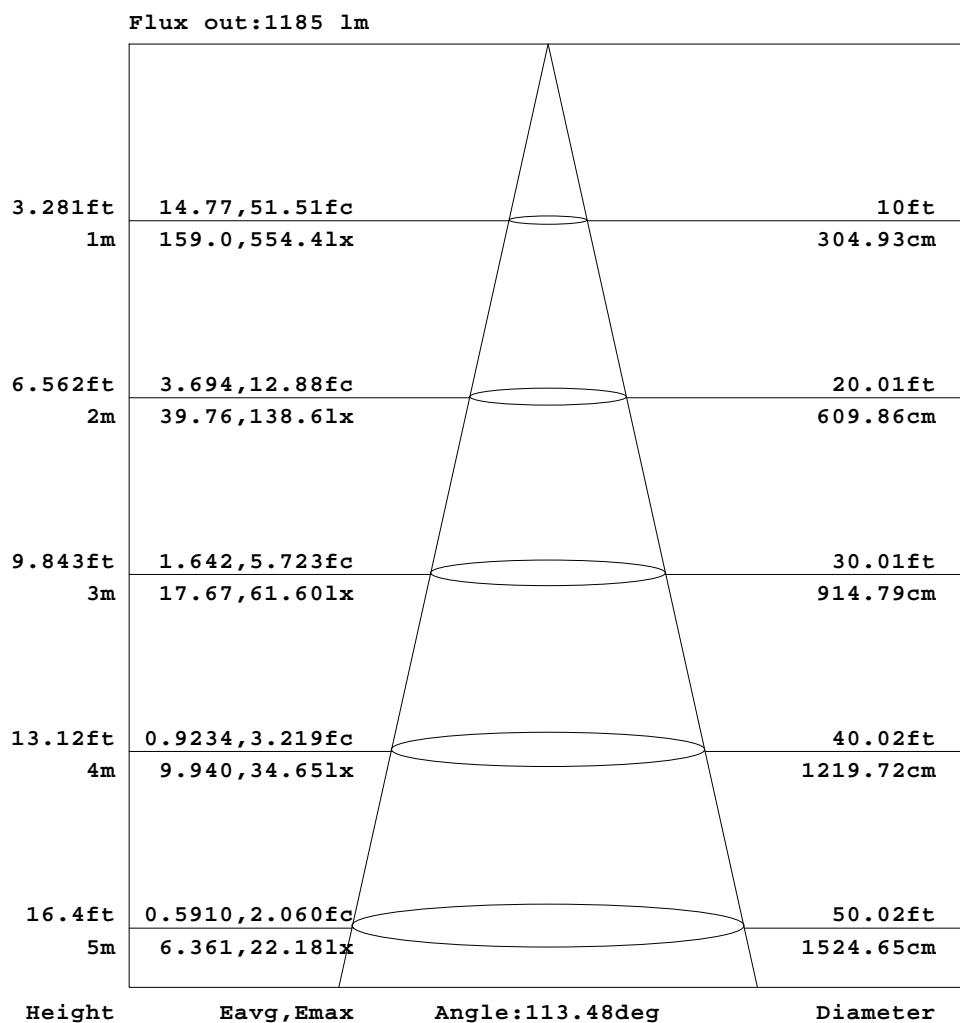 Flux out:1185 lm
3.281ft 14.77,51.51fc 10ft
1m 159.0,554.4lx 304.93cm
6.562ft 3.694,12.88fc 20.01ft
2m 39.76,138.6lx 609.86cm
9.843ft 1.642,5.723fc 30.01ft
3m 17.67,61.60lx 914.79cm
13.12ft 0.9234,3.219fc 40.02ft
4m 9.940,34.65lx 1219.72cm
16.4ft 0.5910,2.060fc 50.02ft
5m 6.361,22.18lx 1524.65cm
Height Eavg,Emax Angle:113.48deg Diameter